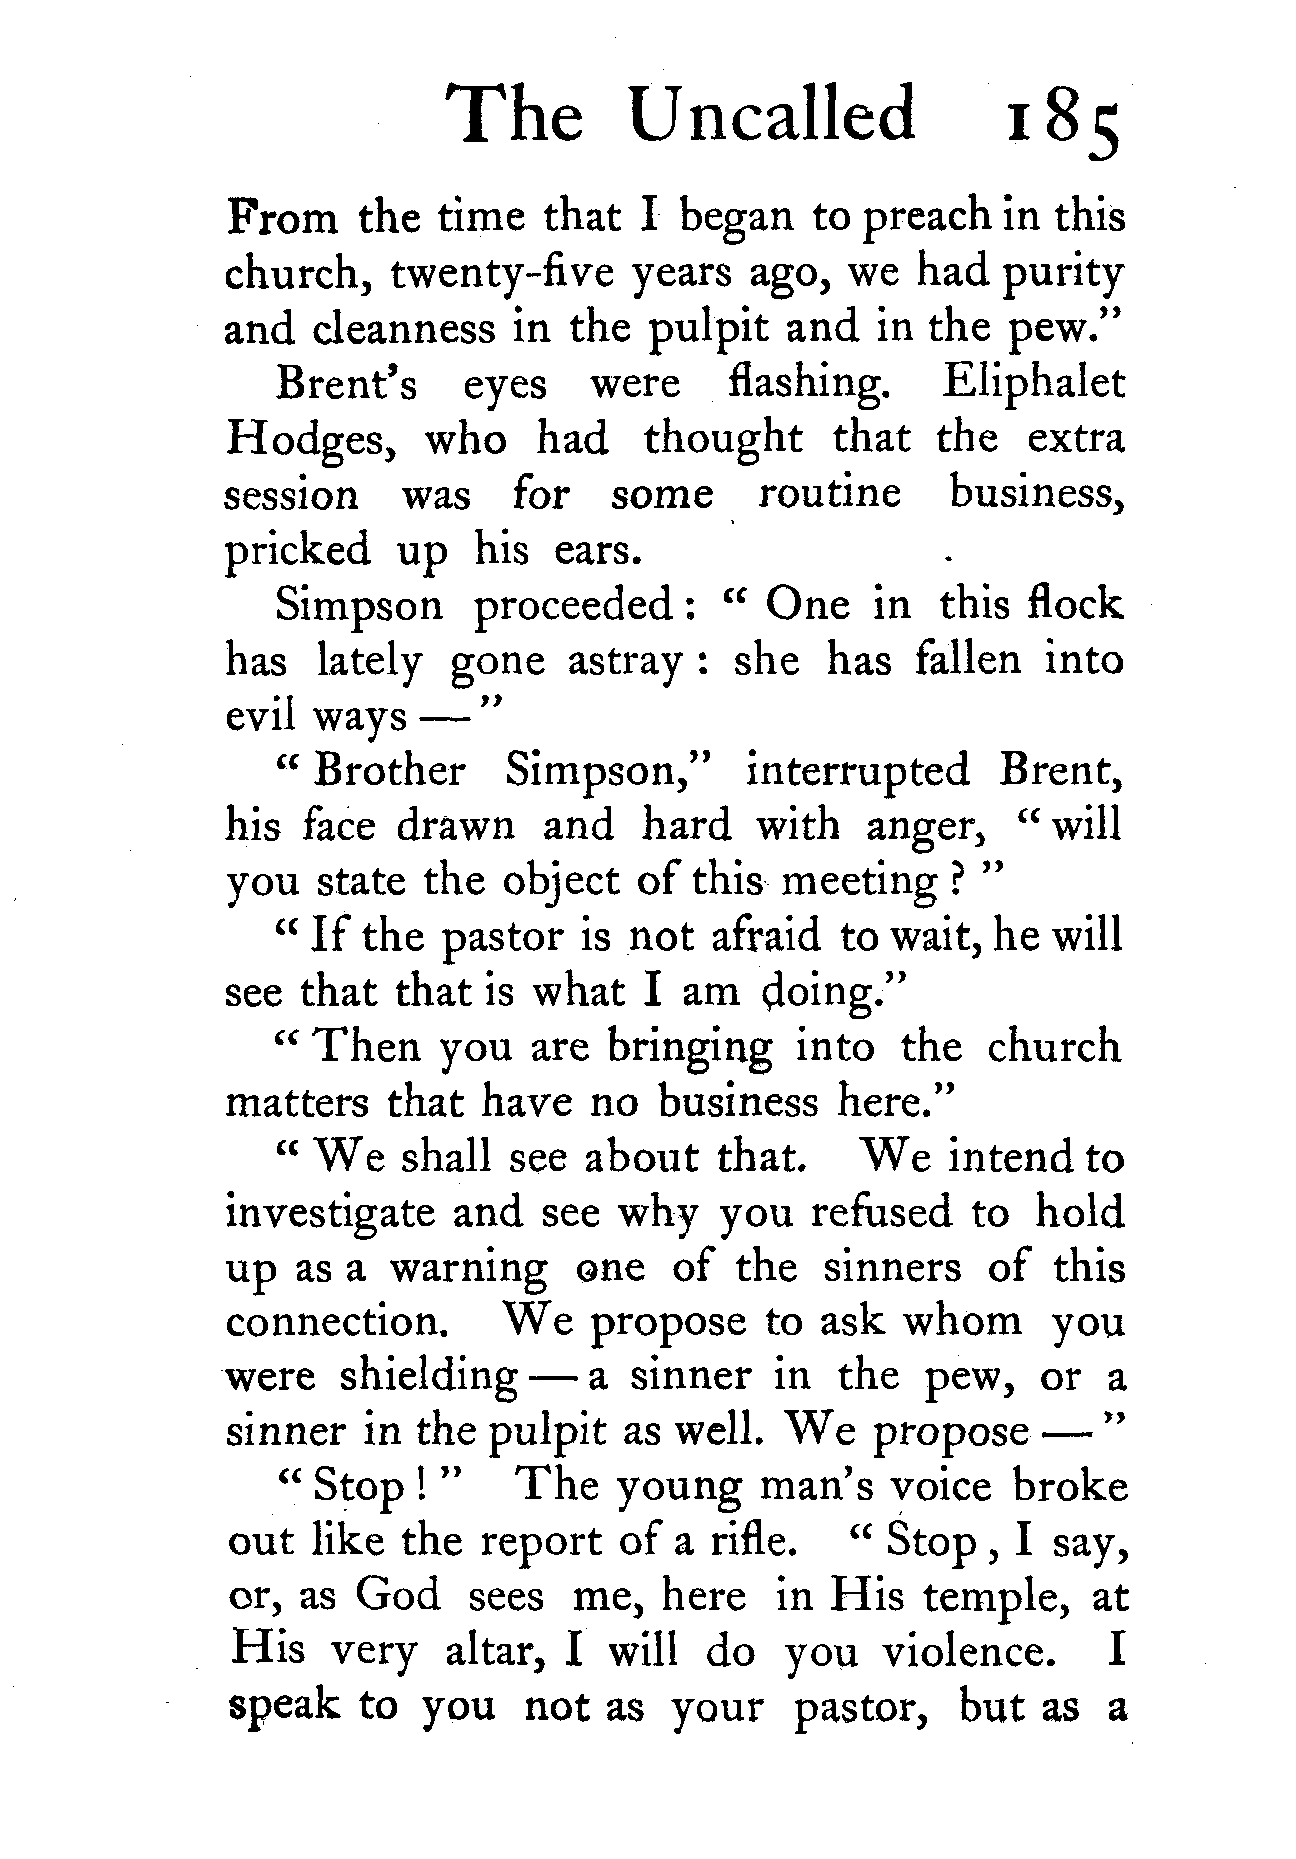 The Uncalled 185
From the time that I began to preach in this
church, twenty-five years ago, we had purity
and cleanness in the pulpit and in the pew.”
Brent’s eyes were flashing. Eliphalet
Hodges, who had thought that the extra
session was for some routine business,
pricked up his ears.
Simpson proceeded : “ One in this flock
has lately gone astray : she has fallen into
evil ways — ”
“ Brother Simpson,” interrupted Brent,
his face drawn and hard with anger, “ will
you state the object of this meeting ? ”
“ If the pastor is not afraid to wait, he will
see that that is what I am doing.”
“ Then you are bringing into the church
matters that have no business here.”
“ We shall see about that. We intend to
investigate and see why you refused to hold
up as a warning one of the sinners of this
connection. We propose to ask whom you
were shielding — a sinner in the pew, or a
sinner in the pulpit as well. We propose — ”
“ Stop ! ” The young man’s voice broke
out like the report of a rifle. “ Stop , I say,
or, as God sees me, here in His temple, at
His very altar, I will do you violence. I
speak to you not as your pastor, but as a